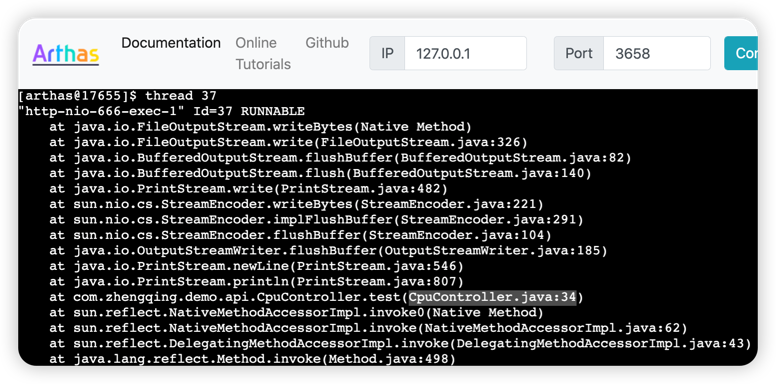 Arthas
Documentation
Online Tutorials
Github
IP
127.0.0.1
Port
3658
[arthas@17655]$ thread 37
"http-nio-666-exec-1" Id=37 RUNNABLE
at java.io.FileOutputStream.writeBytes(Native Method)
at java.io.FileOutputStream.write(FileOutputStream.java:326)
at java.io.BufferedOutputStream.flushBuffer(BufferedOutputStream.java:82)
at java.io.BufferedOutputStream.flush(BufferedOutputStream.java:140)
at java.io.PrintStream.write(PrintStream.java:482)
at sun.nio.cs.StreamEncoder.writeBytes(StreamEncoder.java:221)
at sun.nio.cs.StreamEncoder.implFlushBuffer(StreamEncoder.java:291)
at sun.nio.cs.StreamEncoder.flushBuffer(StreamEncoder.java:104)
at java.io.OutputStreamWriter.flushBuffer(OutputStreamWriter.java:185)
at java.io.PrintStream.newLine(PrintStream.java:546)
at java.io.PrintStream.println(PrintStream.java:807)
at com.zhengqing.demo.api.CpuController.test(CpuController.java:34)
at sun.reflect.NativeMethodAccessorImpl.invoke0(Native Method)
at sun.reflect.NativeMethodAccessorImpl.invoke(NativeMethodAccessorImpl.java:62)
at sun.reflect.DelegatingMethodAccessorImpl.invoke(DelegatingMethodAccessorImpl.java:43)
at java.lang.reflect.Method.invoke(Method.java:498)